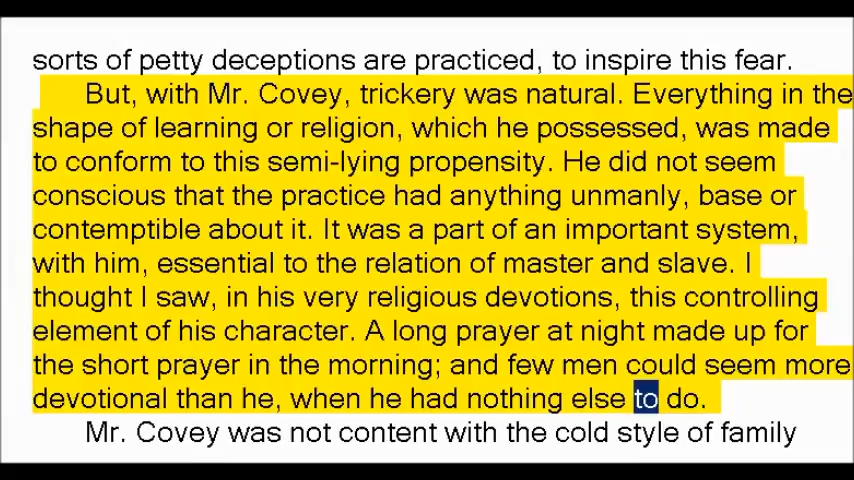 sorts of petty deceptions are practiced, to inspire this fear.
But, with Mr. Covey, trickery was natural. Everything in the
shape of learning or religion, which he possessed, was made
to conform to this semi-lying propensity. He did not seem
conscious that the practice had anything unmanly, base or
contemptible about it. It was a part of an important system,
with him, essential to the relation of master and slave. I
thought I saw, in his very religious devotions, this controlling
element of his character. A long prayer at night made up for
the short prayer in the morning; and few men could seem more
devotional than he, when he had nothing else to do.
Mr. Covey was not content with the cold style of family